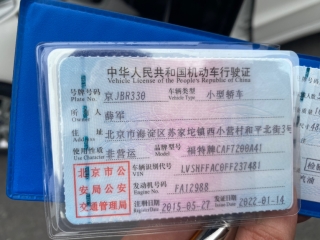 中华人民共和国机动车行驶证
Vehicle License of the People's Republic of China
号牌号码 京JBR330 车辆类型 小型轿车
Plate No. Vehicle Type
所有人 薛军
Owner
住址 北京市海淀区苏家坨镇西小营村和平北街3号
使用性质 非营运 品牌型号 福特牌CAF7200A41
Use Character
北京市公 车辆识别代号 LVSHFFAC0FF237481
VIN
安局公安 发动机号码 FA12988
Engine No.
交通管理局 注册日期 2015-05-27 发证日期 2022-01-14
Register Date Issue Date